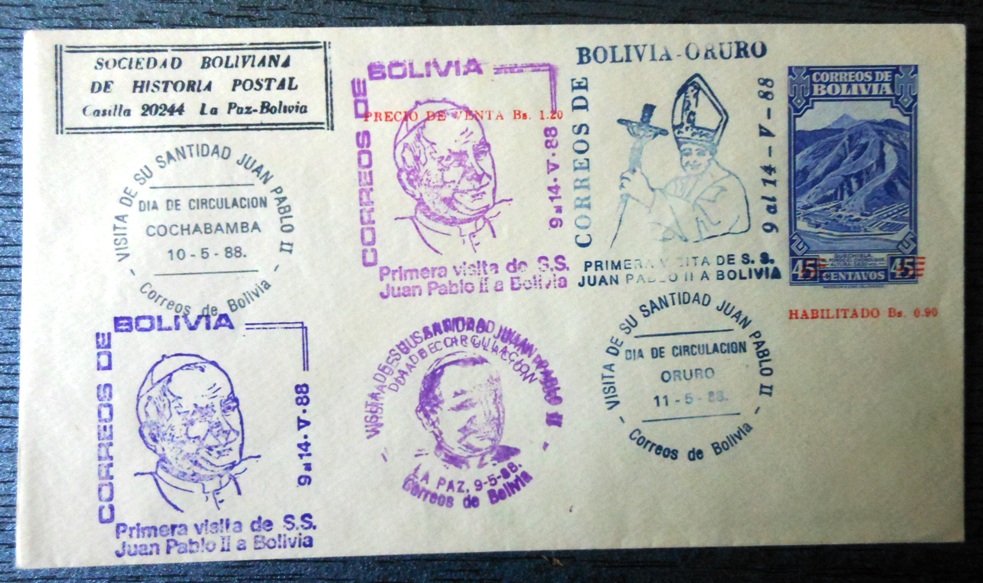 SOCIEDAD BOLIVIANA
DE HISTORIA POSTAL
Casilla 20244 La Paz-Bolivia
VISITA DE SU SANTIDAD JUAN PABLO II
DIA DE CIRCULACION
COCHABAMBA
10-5-88.
Correos de Bolivia
CORREOS DE
BOLIVIA
PRECIO DE VENTA Bs. 1.20
9 al 14-V-88
Primera visita de S.S.
Juan Pablo II a Bolivia
BOLIVIA-ORURO
CORREOS DE
9 al 14-V-88
PRIMERA VISITA DE S.S.
JUAN PABLO II A BOLIVIA
CORREOS DE
BOLIVIA
45 CENTAVOS 45
HABILITADO Bs. 0.90
CORREOS DE
BOLIVIA
9 al 14-V-88
Primera visita de S.S.
Juan Pablo II a Bolivia
LA PAZ, 9-5-88.
Correos de Bolivia
VISITA DE SU SANTIDAD JUAN PABLO II
DIA DE CIRCULACION
ORURO
11-5-88.
Correos de Bolivia